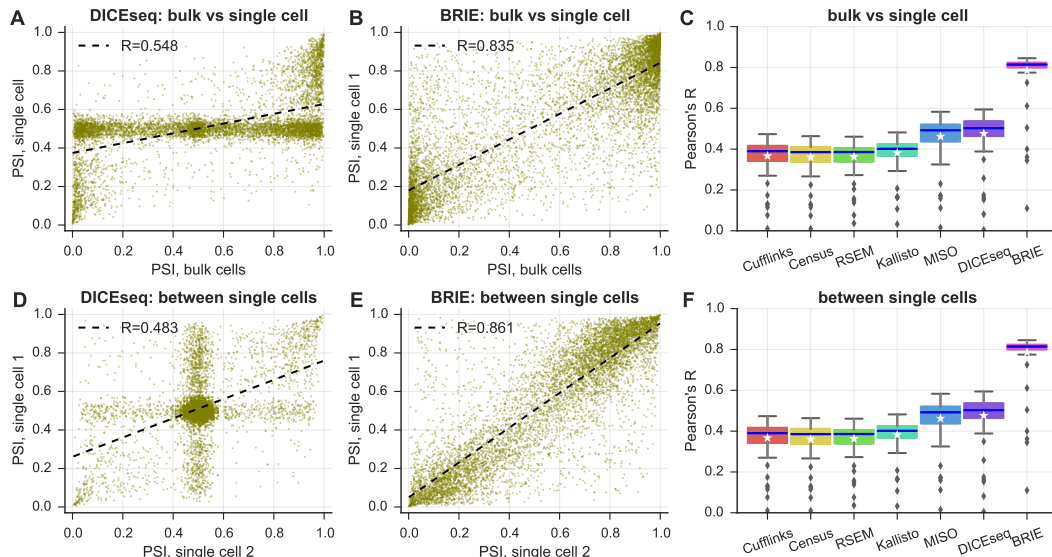 A
DICEseq: bulk vs single cell
R=0.548
1.0
0.8
0.6
0.4
0.2
0.0
PSI, single cell 1
0.0 0.2 0.4 0.6 0.8 1.0
PSI, bulk cells
B
BRIE: bulk vs single cell
R=0.835
1.0
0.8
0.6
0.4
0.2
0.0
PSI, single cell 1
0.0 0.2 0.4 0.6 0.8 1.0
PSI, bulk cells
C
bulk vs single cell
1.0
0.8
0.6
0.4
0.2
0.0
Pearson's R
Cufflinks Census RSEM Kallisto MISO DICEseq BRIE
D
DICEseq: between single cells
R=0.483
1.0
0.8
0.6
0.4
0.2
0.0
PSI, single cell 1
0.0 0.2 0.4 0.6 0.8 1.0
PSI, single cell 2
E
BRIE: between single cells
R=0.861
1.0
0.8
0.6
0.4
0.2
0.0
PSI, single cell 1
0.0 0.2 0.4 0.6 0.8 1.0
PSI, single cell 2
F
between single cells
1.0
0.8
0.6
0.4
0.2
0.0
Pearson's R
Cufflinks Census RSEM Kallisto MISO DICEseq BRIE